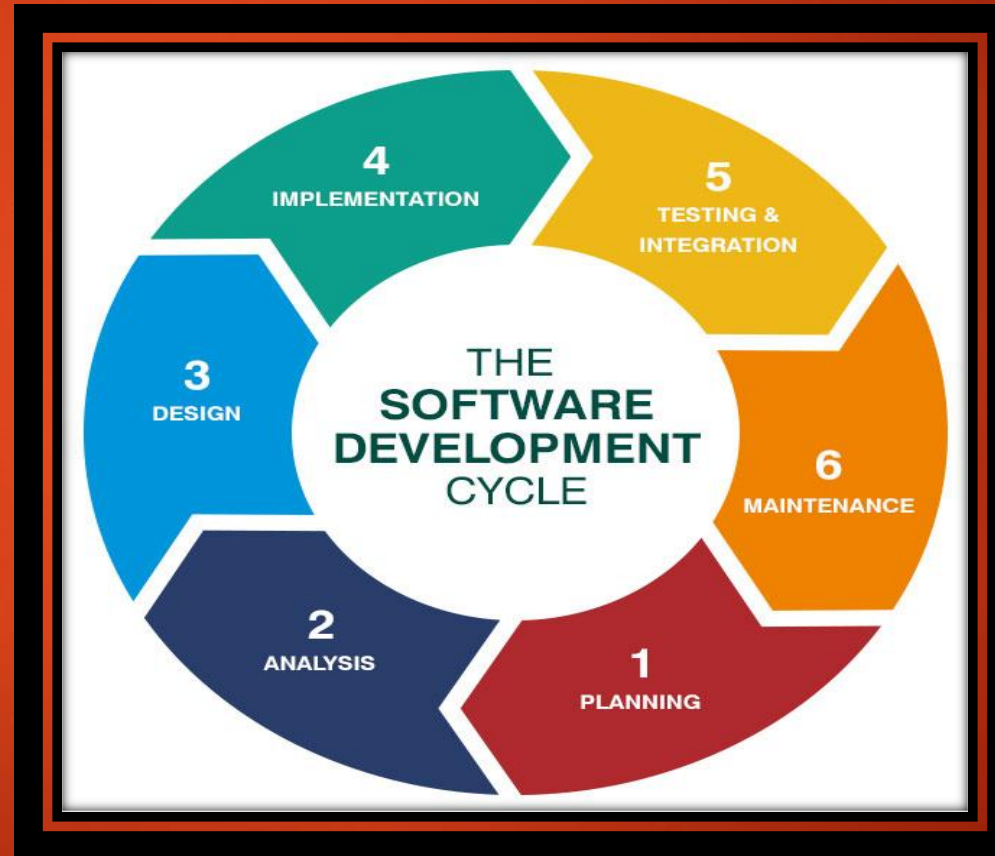 THE
SOFTWARE
DEVELOPMENT
CYCLE
1
PLANNING
2
ANALYSIS
3
DESIGN
4
IMPLEMENTATION
5
TESTING &
INTEGRATION
6
MAINTENANCE